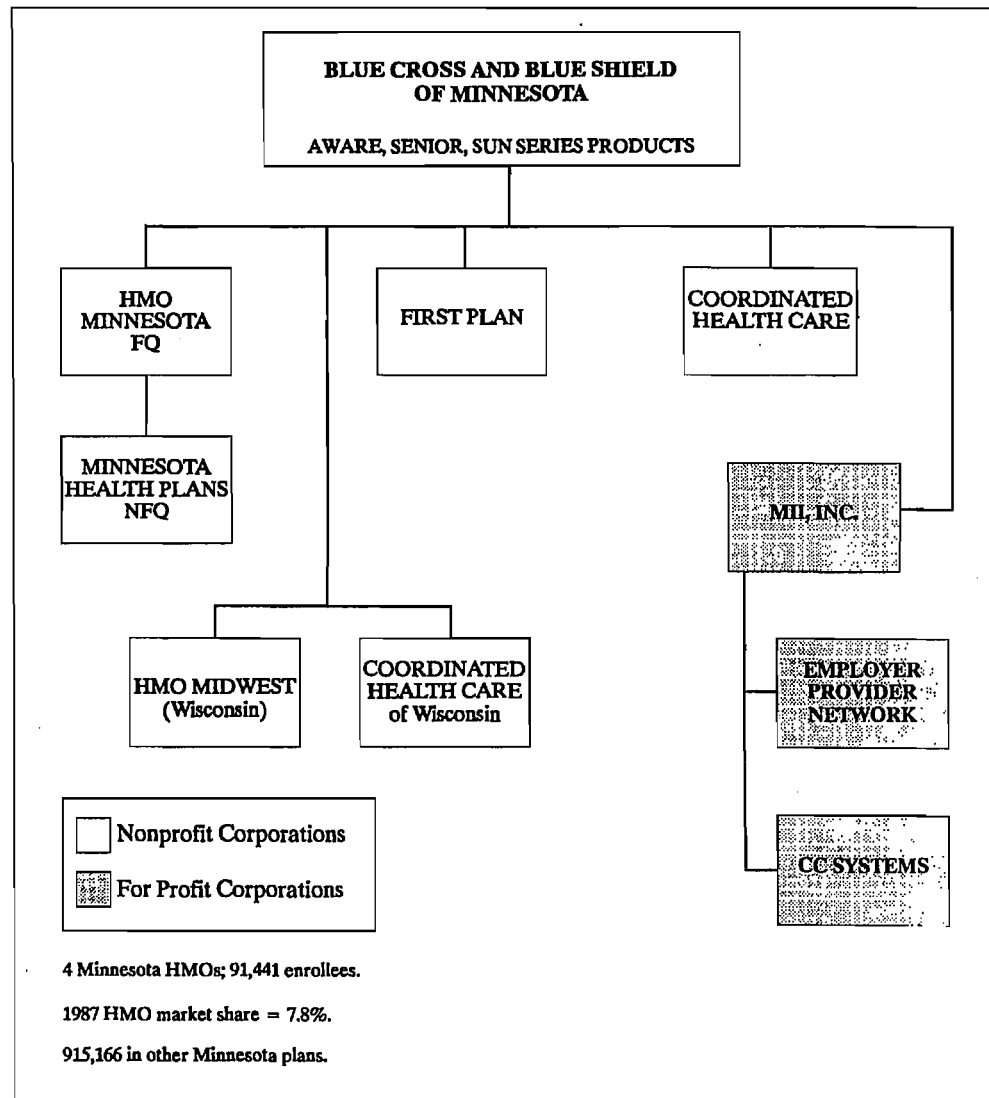 BLUE CROSS AND BLUE SHIELD
OF MINNESOTA
AWARE, SENIOR, SUN SERIES PRODUCTS
HMO
MINNESOTA
FQ
FIRST PLAN
COORDINATED
HEALTH CARE
MINNESOTA
HEALTH PLANS
NFQ
MII, INC.
HMO MIDWEST
(Wisconsin)
COORDINATED
HEALTH CARE
of Wisconsin
EMPLOYER
PROVIDER
NETWORK
CC SYSTEMS
Nonprofit Corporations
For Profit Corporations
4 Minnesota HMOs; 91,441 enrollees.
1987 HMO market share = 7.8%.
915,166 in other Minnesota plans.